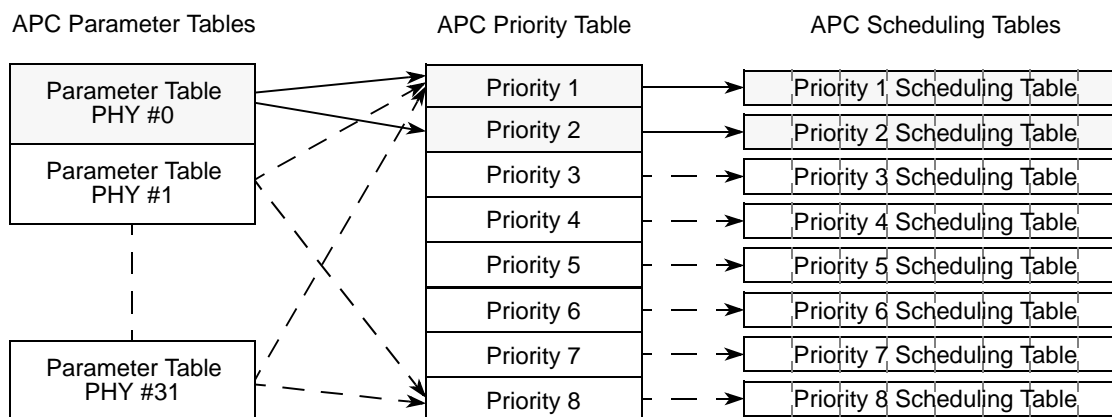 APC Parameter Tables
APC Priority Table
APC Scheduling Tables
Parameter Table
PHY #0
Parameter Table
PHY #1
Parameter Table
PHY #31
Priority 1
Priority 2
Priority 3
Priority 4
Priority 5
Priority 6
Priority 7
Priority 8
Priority 1 Scheduling Table
Priority 2 Scheduling Table
Priority 3 Scheduling Table
Priority 4 Scheduling Table
Priority 5 Scheduling Table
Priority 6 Scheduling Table
Priority 7 Scheduling Table
Priority 8 Scheduling Table